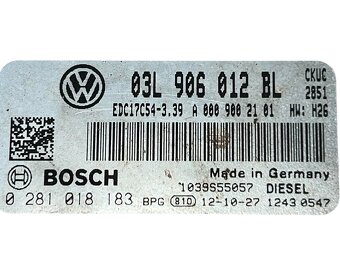 03L 906 012 BL CKUC
2851
EDC17C54-3.39 A 000 900 21 01 HW: H26
Made in Germany
BOSCH 1039S55057 DIESEL
0 281 018 183 BPG 810 12-10-27 1243 0547